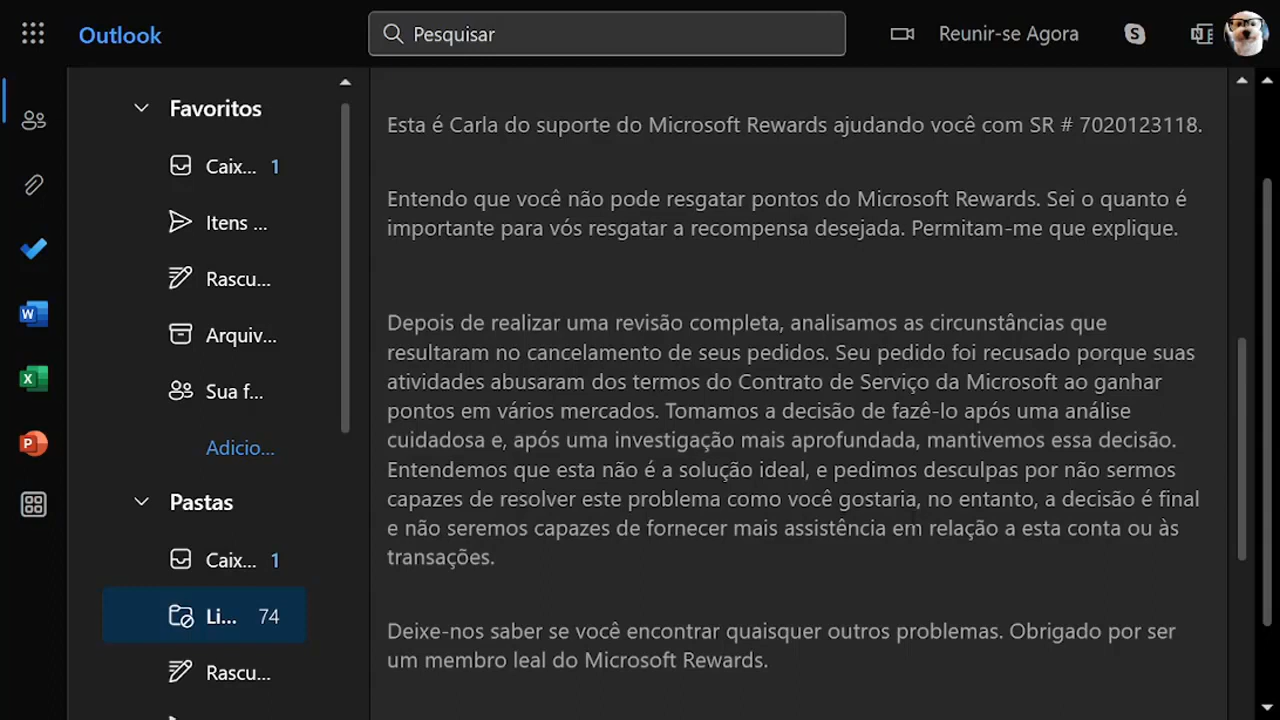 Outlook
Pesquisar
Reunir-se Agora
Favoritos
Caix... 1
Itens ...
Rascu...
Arquiv...
Sua f...
Adicio...
Pastas
Caix... 1
Li... 74
Rascu...
Esta é Carla do suporte do Microsoft Rewards ajudando você com SR # 7020123118.
Entendo que você não pode resgatar pontos do Microsoft Rewards. Sei o quanto é
importante para vós resgatar a recompensa desejada. Permitam-me que explique.
Depois de realizar uma revisão completa, analisamos as circunstâncias que
resultaram no cancelamento de seus pedidos. Seu pedido foi recusado porque suas
atividades abusaram dos termos do Contrato de Serviço da Microsoft ao ganhar
pontos em vários mercados. Tomamos a decisão de fazê-lo após uma análise
cuidadosa e, após uma investigação mais aprofundada, mantivemos essa decisão.
Entendemos que esta não é a solução ideal, e pedimos desculpas por não sermos
capazes de resolver este problema como você gostaria, no entanto, a decisão é final
e não seremos capazes de fornecer mais assistência em relação a esta conta ou às
transações.
Deixe-nos saber se você encontrar quaisquer outros problemas. Obrigado por ser
um membro leal do Microsoft Rewards.